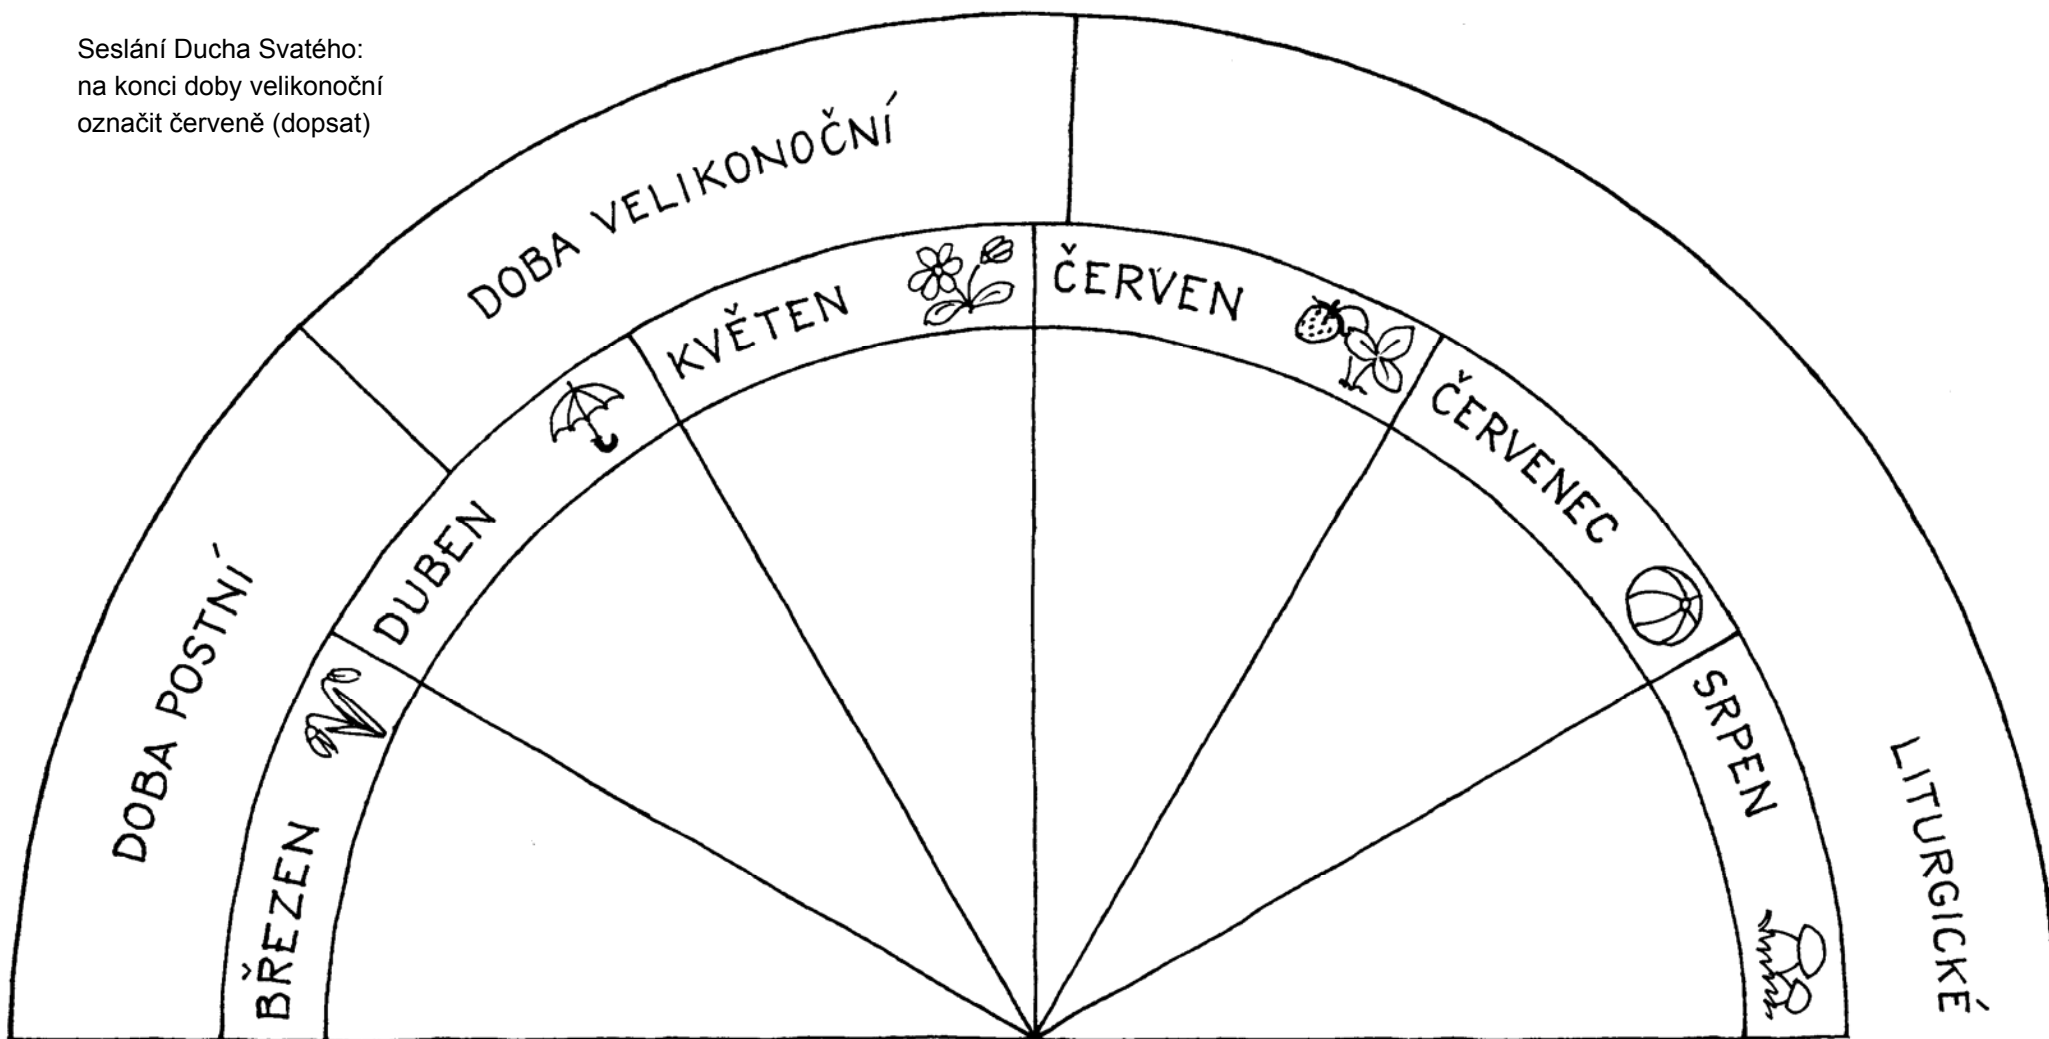 Seslání Ducha Svatého:
na konci doby velikonoční
označit červeně (dopsat)
DOBA POSTNÍ
DOBA VELIKONOČNÍ
LITURGICKÉ
BŘEZEN
DUBEN
KVĚTEN
ČERVEN
ČERVENEC
SRPEN